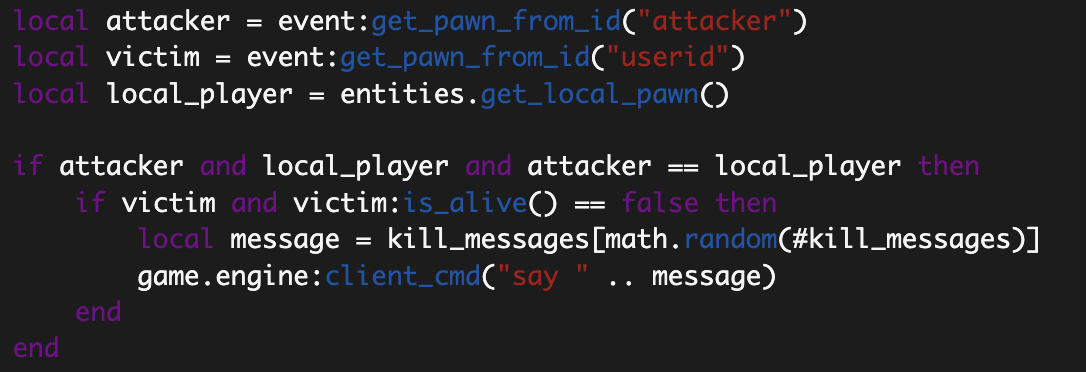 local attacker = event:get_pawn_from_id("attacker")
local victim = event:get_pawn_from_id("userid")
local local_player = entities.get_local_pawn()

if attacker and local_player and attacker == local_player then
    if victim and victim:is_alive() == false then
        local message = kill_messages[math.random(#kill_messages)]
        game.engine:client_cmd("say " .. message)
    end
end